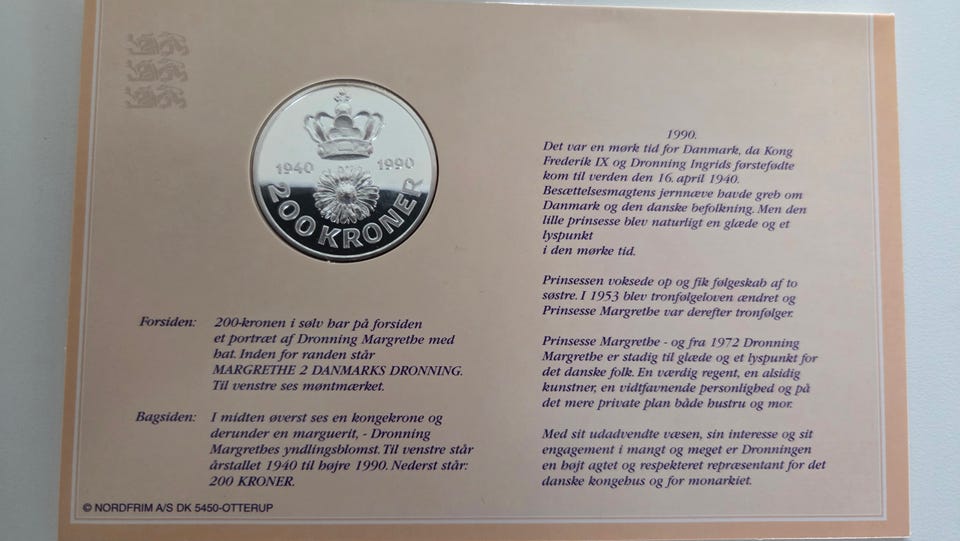 1940 1990
200 KRONER
Forsiden: 200-kronen i sølv har på forsiden
et portræt af Dronning Margrethe med
hat. Inden for randen står
MARGRETHE 2 DANMARKS DRONNING.
Til venstre ses møntmærket.
Bagsiden: I midten øverst ses en kongekrone og
derunder en marguerit, - Dronning
Margrethes yndlingsblomst. Til venstre står
årstallet 1940 til højre 1990. Nederst står:
200 KRONER.
© NORDFRIM A/S DK 5450-OTTERUP
1990.
Det var en mørk tid for Danmark, da Kong
Frederik IX og Dronning Ingrids førstefødte
kom til verden den 16. april 1940.
Besættelsesmagtens jernnæve havde greb om
Danmark og den danske befolkning. Men den
lille prinsesse blev naturligt en glæde og et
lyspunkt
i den mørke tid.
Prinsessen voksede op og fik følgeskab af to
søstre. I 1953 blev tronfølgeloven ændret og
Prinsesse Margrethe var derefter tronfølger.
Prinsesse Margrethe - og fra 1972 Dronning
Margrethe er stadig til glæde og et lyspunkt for
det danske folk. En værdig regent, en alsidig
kunstner, en vidtfavnende personlighed og på
det mere private plan både hustru og mor.
Med sit udadvendte væsen, sin interesse og sit
engagement i mangt og meget er Dronningen
en højt agtet og respekteret repræsentant for det
danske kongehus og for monarkiet.